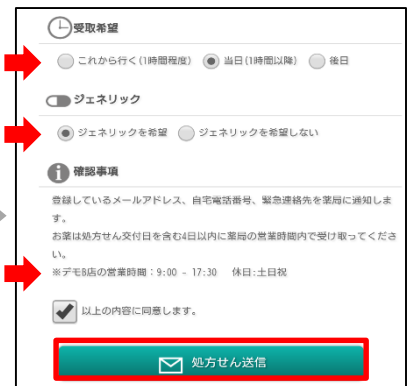 受取希望
これから行く(1時間程度) 当日(1時間以降) 後日
ジェネリック
ジェネリックを希望 ジェネリックを希望しない
確認事項
登録しているメールアドレス、自宅電話番号、緊急連絡先を薬局に通知しま
す。
お薬は処方せん交付日を含む4日以内に薬局の営業時間内で受け取ってくださ
い。
※デモB店の営業時間：9:00 - 17:30 休日:土日祝
以上の内容に同意します。
処方せん送信